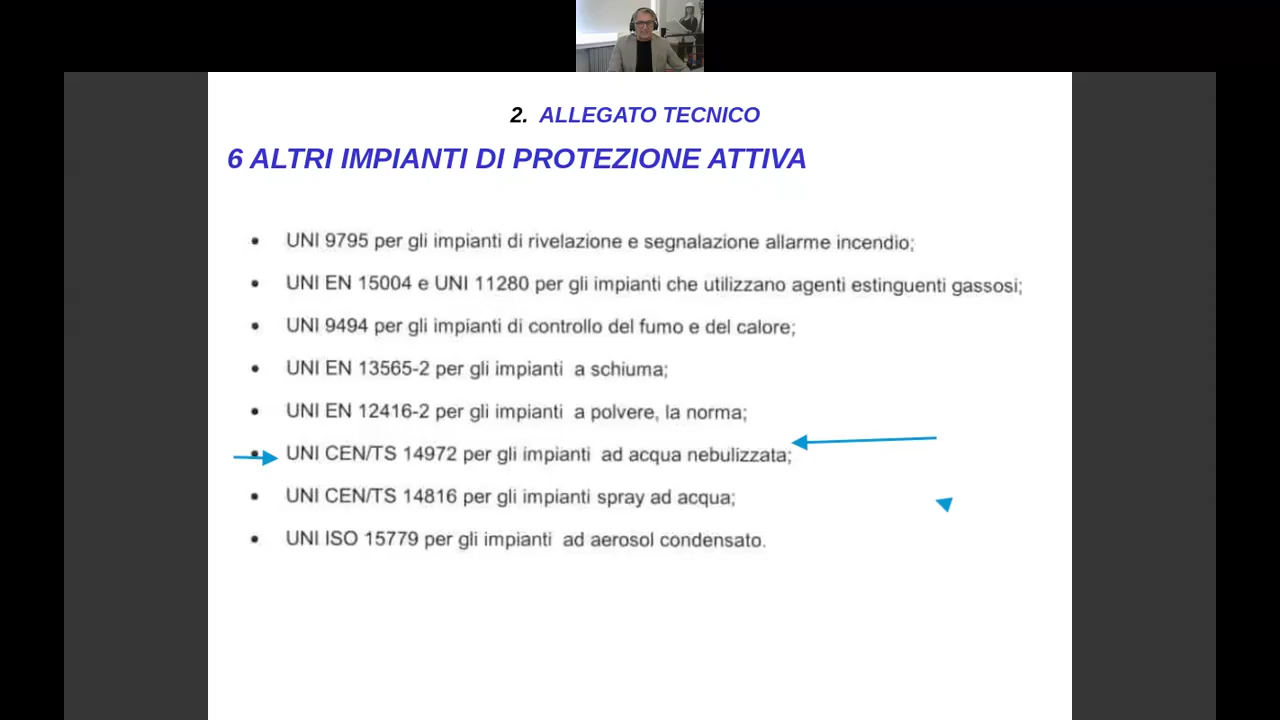 2. ALLEGATO TECNICO
6 ALTRI IMPIANTI DI PROTEZIONE ATTIVA
• UNI 9795 per gli impianti di rivelazione e segnalazione allarme incendio;
• UNI EN 15004 e UNI 11280 per gli impianti che utilizzano agenti estinguenti gassosi;
• UNI 9494 per gli impianti di controllo del fumo e del calore;
• UNI EN 13565-2 per gli impianti a schiuma;
• UNI EN 12416-2 per gli impianti a polvere, la norma;
• UNI CEN/TS 14972 per gli impianti ad acqua nebulizzata;
• UNI CEN/TS 14816 per gli impianti spray ad acqua;
• UNI ISO 15779 per gli impianti ad aerosol condensato.